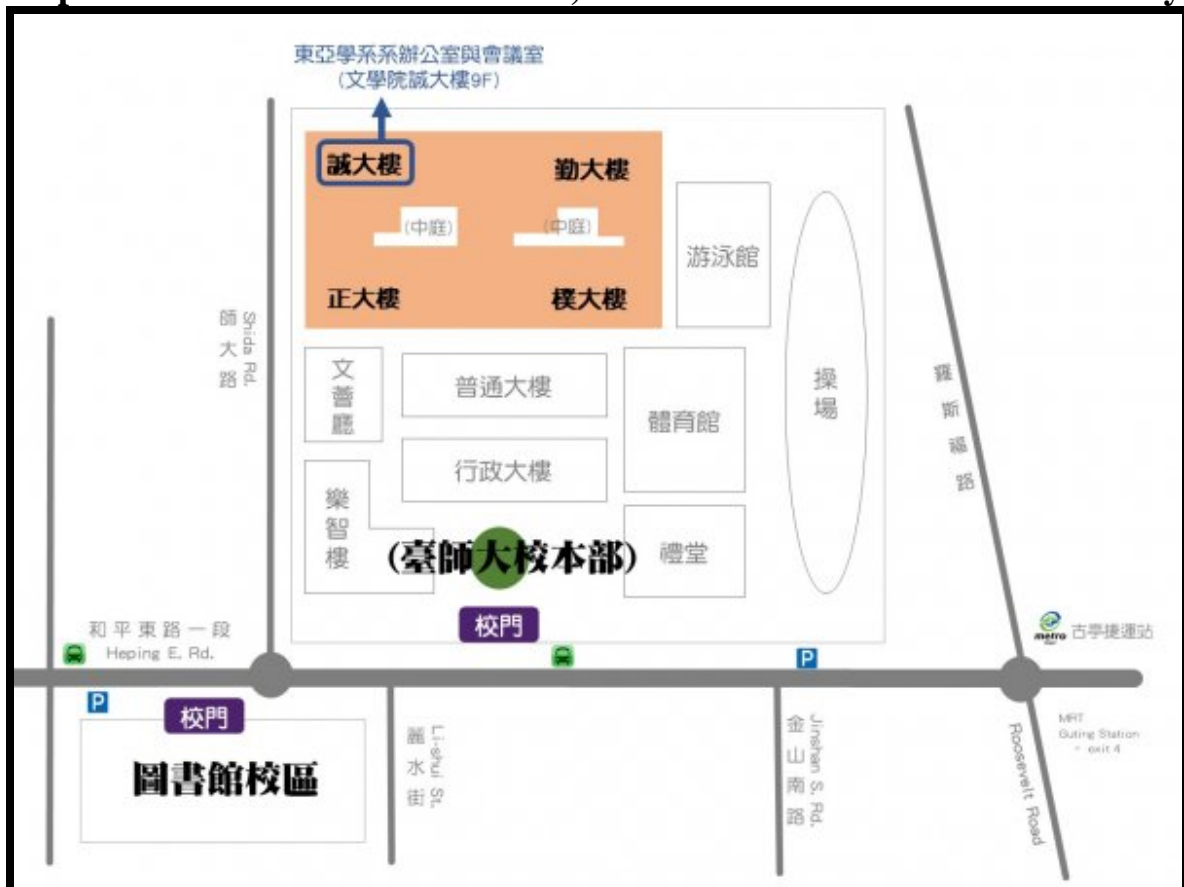 東亞學系系辦公室與會議室
(文學院誠大樓9F)
誠大樓
勤大樓
(中庭)
(中庭)
游泳館
正大樓
樸大樓
師大路
Shida Rd.
文薈廳
普通大樓
體育館
操場
羅斯福路
行政大樓
樂智樓
(臺師大校本部)
禮堂
校門
和平東路一段
Heping E. Rd.
metro
古亭捷運站
P
P
校門
圖書館校區
麗水街
Li-shui St.
金山南路
Jinshan S. Rd.
Roosevelt Road
MRT
Guting Station
exit 4